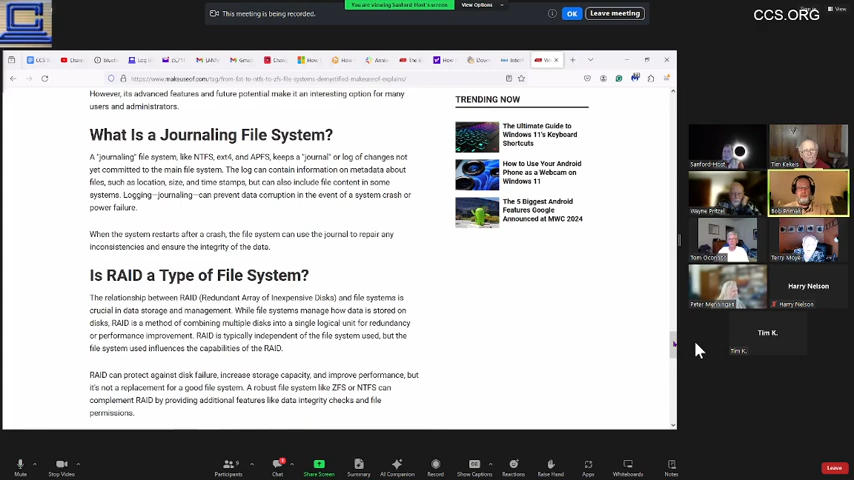 This meeting is being recorded.
You are viewing Sanford-Host's screen
View Options
OK
Leave meeting
CCS.ORG
View
https://www.makeuseof.com/tag/from-fat-to-ntfs-to-zfs-file-systems-demystified-makeuseof-explains/
However, its advanced features and future potential make it an interesting option for many
users and administrators.
What Is a Journaling File System?
A "journaling" file system, like NTFS, ext4, and APFS, keeps a "journal" or log of changes not
yet committed to the main file system. The log can contain information on metadata about
files, such as location, size, and time stamps, but can also include file content in some
systems. Logging—journaling—can prevent data corruption in the event of a system crash or
power failure.
When the system restarts after a crash, the file system can use the journal to repair any
inconsistencies and ensure the integrity of the data.
Is RAID a Type of File System?
The relationship between RAID (Redundant Array of Inexpensive Disks) and file systems is
crucial in data storage and management. While file systems manage how data is stored on
disks, RAID is a method of combining multiple disks into a single logical unit for redundancy
or performance improvement. RAID is typically independent of the file system used, but the
file system used influences the capabilities of the RAID.
RAID can protect against disk failure, increase storage capacity, and improve performance, but
it's not a replacement for a good file system. A robust file system like ZFS or NTFS can
complement RAID by providing additional features like data integrity checks and file
permissions.
TRENDING NOW
The Ultimate Guide to
Windows 11's Keyboard
Shortcuts
How to Use Your Android
Phone as a Webcam on
Windows 11
The 5 Biggest Android
Features Google
Announced at MWC 2024
Sanford-Host
Tim Kekeis
Wayne Pritzel
Tom Oconnor
Terry Moye
Harry Nelson
Harry Nelson
Tim K.
Tim K.
Mute
Stop Video
Participants
9
Chat
Share Screen
Summary
AI Companion
Record
Show Captions
Reactions
Raise Hand
Apps
Whiteboards
Notes
Leave